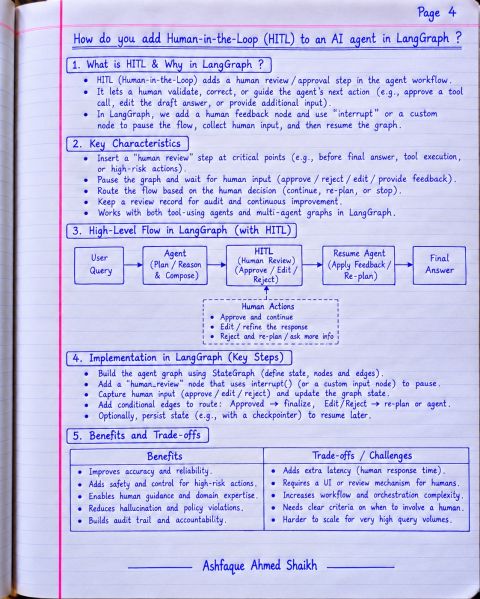 Page 4
How do you add Human-in-the-Loop (HITL) to an AI agent in LangGraph ?
1. What is HITL & Why in LangGraph ?
• HITL (Human-in-the-Loop) adds a human review / approval step in the agent workflow.
• It lets a human validate, correct, or guide the agent's next action (e.g., approve a tool
call, edit the draft answer, or provide additional input).
• In LangGraph, we add a human feedback node and use "interrupt" or a custom
node to pause the flow, collect human input, and then resume the graph.
2. Key Characteristics
• Insert a "human review" step at critical points (e.g., before final answer, tool execution,
or high-risk actions).
• Pause the graph and wait for human input (approve / reject / edit / provide feedback).
• Route the flow based on the human decision (continue, re-plan, or stop).
• Keep a review record for audit and continuous improvement.
• Works with both tool-using agents and multi-agent graphs in LangGraph.
3. High-Level Flow in LangGraph (with HITL)
User
Query
Agent
(Plan / Reason
& Compose)
HITL
(Human Review)
(Approve / Edit /
Reject)
Resume Agent
(Apply Feedback /
Re-plan)
Final
Answer
Human Actions
• Approve and continue
• Edit / refine the response
• Reject and re-plan / ask more info
4. Implementation in LangGraph (Key Steps)
• Build the agent graph using StateGraph (define state, nodes and edges).
• Add a "human_review" node that uses interrupt() (or a custom input node) to pause.
• Capture human input (approve / edit / reject) and update the graph state.
• Add conditional edges to route: Approved → finalize, Edit/Reject → re-plan or agent.
• Optionally, persist state (e.g., with a checkpointer) to resume later.
5. Benefits and Trade-offs
Benefits
• Improves accuracy and reliability.
• Adds safety and control for high-risk actions.
• Enables human guidance and domain expertise.
• Reduces hallucination and policy violations.
• Builds audit trail and accountability.
Trade-offs / Challenges
• Adds extra latency (human response time).
• Requires a UI or review mechanism for humans.
• Increases workflow and orchestration complexity.
• Needs clear criteria on when to involve a human.
• Harder to scale for very high query volumes.
Ashfaque Ahmed Shaikh